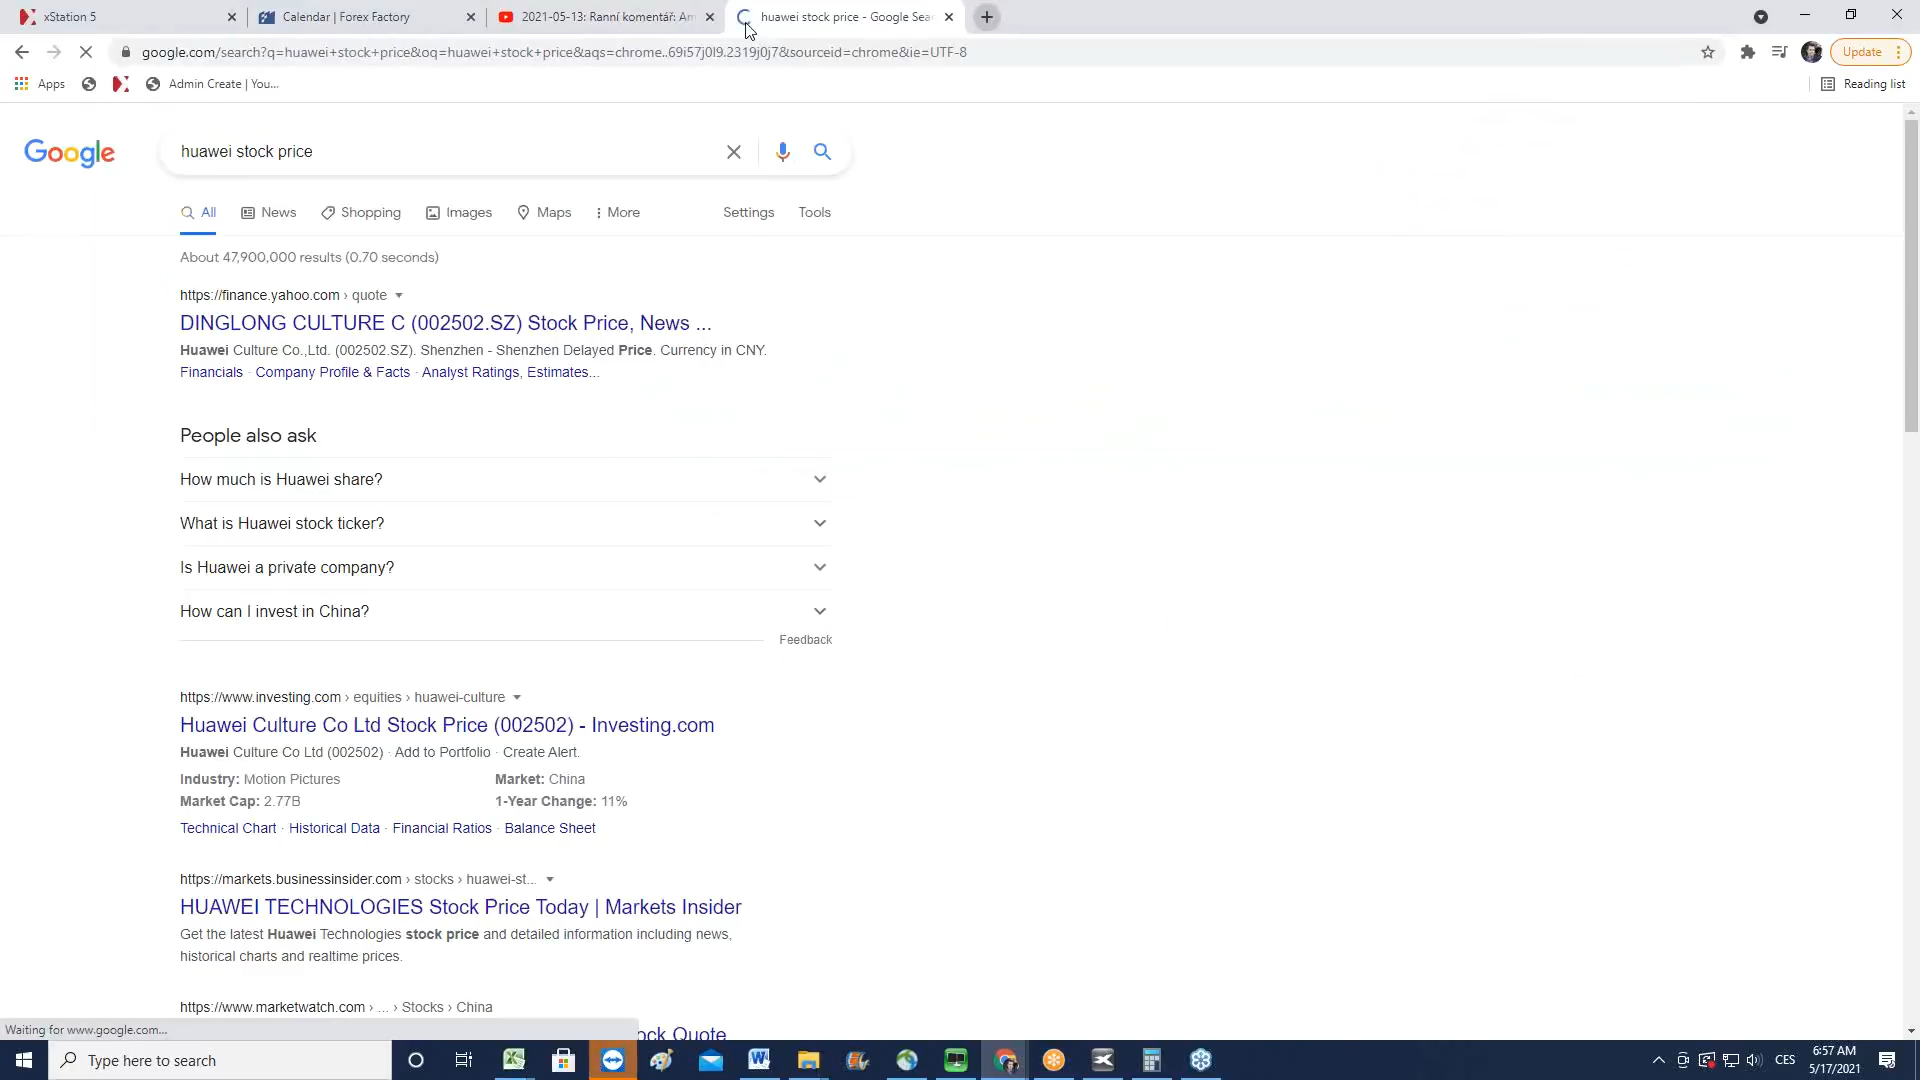 xStation 5
Calendar | Forex Factory
2021-05-13: Ranní komentář: Am
huawei stock price - Google Sear
google.com/search?q=huawei+stock+price&oq=huawei+stock+price&aqs=chrome..69i57j0l9.2319j0j7&sourceid=chrome&ie=UTF-8
Update
Apps
Admin Create | You...
Reading list
Google
huawei stock price
All
News
Shopping
Images
Maps
More
Settings
Tools
About 47,900,000 results (0.70 seconds)
https://finance.yahoo.com › quote
DINGLONG CULTURE C (002502.SZ) Stock Price, News ...
Huawei Culture Co.,Ltd. (002502.SZ). Shenzhen - Shenzhen Delayed Price. Currency in CNY.
Financials · Company Profile & Facts · Analyst Ratings, Estimates...
People also ask
How much is Huawei share?
What is Huawei stock ticker?
Is Huawei a private company?
How can I invest in China?
Feedback
https://www.investing.com › equities › huawei-culture
Huawei Culture Co Ltd Stock Price (002502) - Investing.com
Huawei Culture Co Ltd (002502) · Add to Portfolio · Create Alert.
Industry: Motion Pictures
Market: China
Market Cap: 2.77B
1-Year Change: 11%
Technical Chart · Historical Data · Financial Ratios · Balance Sheet
https://markets.businessinsider.com › stocks › huawei-st...
HUAWEI TECHNOLOGIES Stock Price Today | Markets Insider
Get the latest Huawei Technologies stock price and detailed information including news,
historical charts and realtime prices.
https://www.marketwatch.com › ... › Stocks › China
ock Quote
Waiting for www.google.com...
Type here to search
CES
6:57 AM
5/17/2021